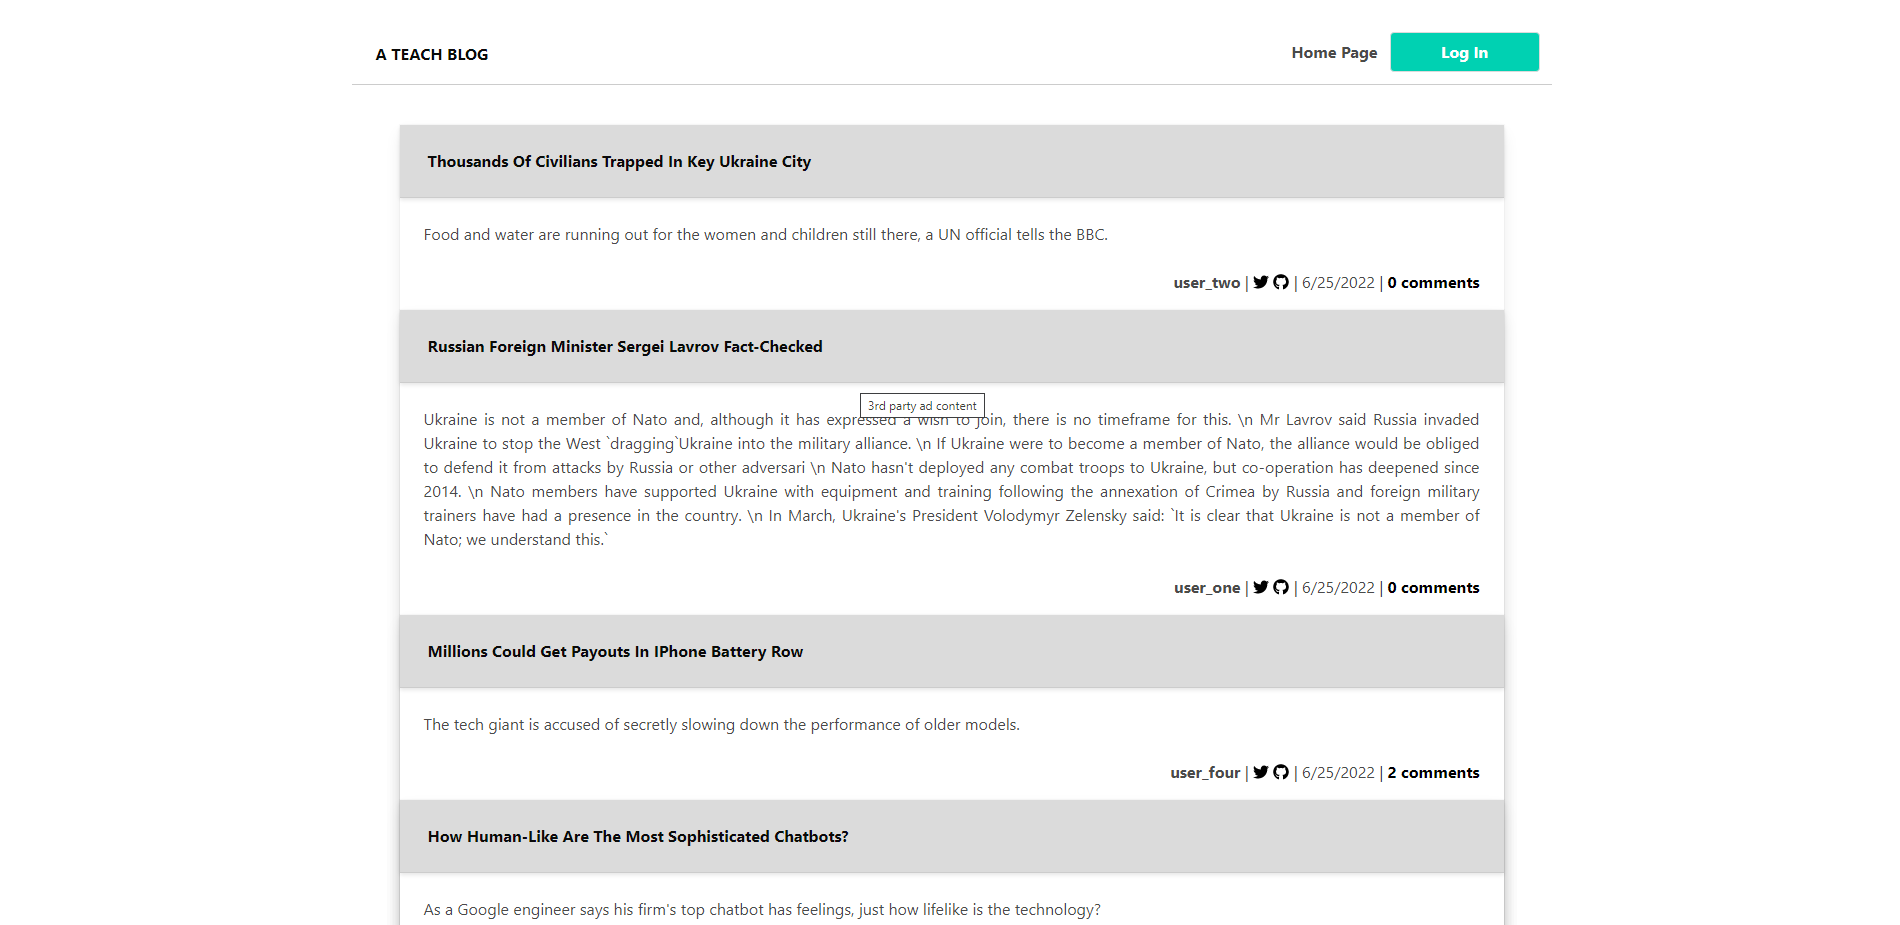 A TEACH BLOG
Home Page
Log In
Thousands Of Civilians Trapped In Key Ukraine City
Food and water are running out for the women and children still there, a UN official tells the BBC.
user_two | | 6/25/2022 | 0 comments
Russian Foreign Minister Sergei Lavrov Fact-Checked
3rd party ad content
Ukraine is not a member of Nato and, although it has expressed a wish to join, there is no timeframe for this. \n Mr Lavrov said Russia invaded
Ukraine to stop the West `dragging`Ukraine into the military alliance. \n If Ukraine were to become a member of Nato, the alliance would be obliged
to defend it from attacks by Russia or other adversari \n Nato hasn't deployed any combat troops to Ukraine, but co-operation has deepened since
2014. \n Nato members have supported Ukraine with equipment and training following the annexation of Crimea by Russia and foreign military
trainers have had a presence in the country. \n In March, Ukraine's President Volodymyr Zelensky said: `It is clear that Ukraine is not a member of
Nato; we understand this.`
user_one | | 6/25/2022 | 0 comments
Millions Could Get Payouts In IPhone Battery Row
The tech giant is accused of secretly slowing down the performance of older models.
user_four | | 6/25/2022 | 2 comments
How Human-Like Are The Most Sophisticated Chatbots?
As a Google engineer says his firm's top chatbot has feelings, just how lifelike is the technology?